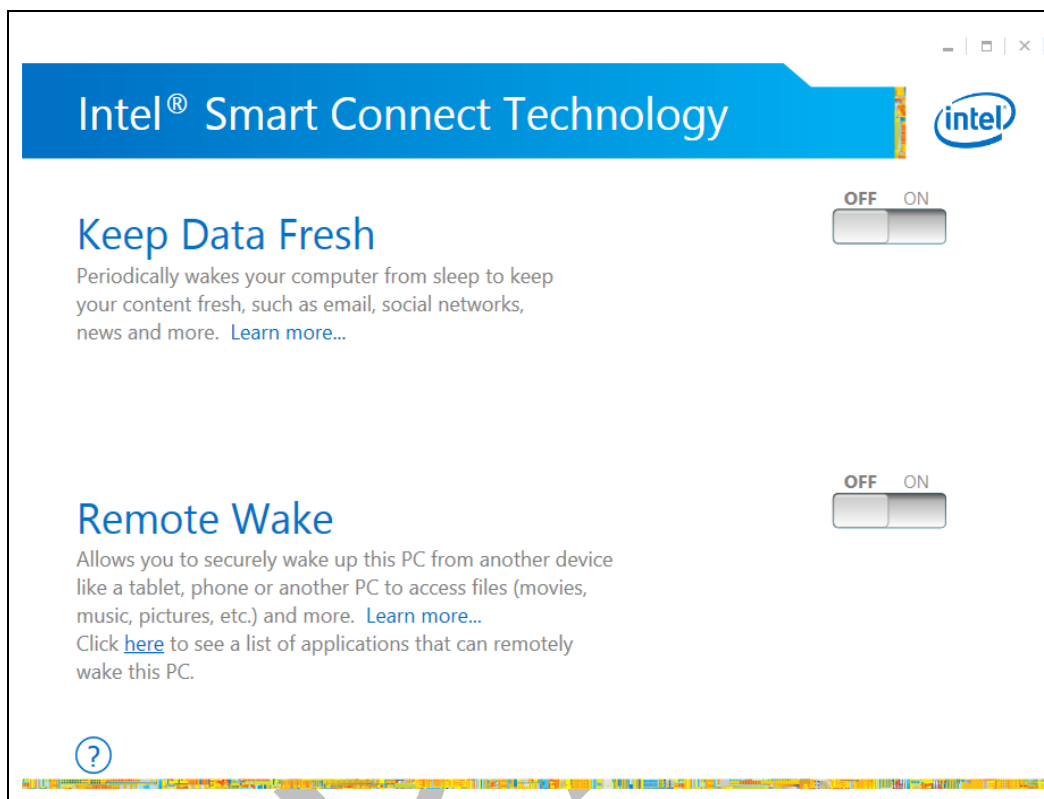 Intel® Smart Connect Technology
intel
OFF ON
Keep Data Fresh
Periodically wakes your computer from sleep to keep
your content fresh, such as email, social networks,
news and more. Learn more...
OFF ON
Remote Wake
Allows you to securely wake up this PC from another device
like a tablet, phone or another PC to access files (movies,
music, pictures, etc.) and more. Learn more...
Click here to see a list of applications that can remotely
wake this PC.
?